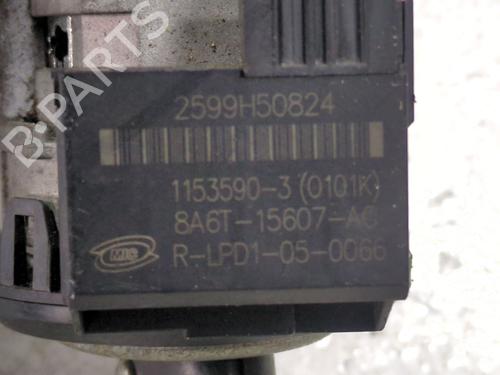 B-PARTS
2599H50824
1153590-3 (0101K)
8A6T-15607-AC
R-LPD1-05-0066